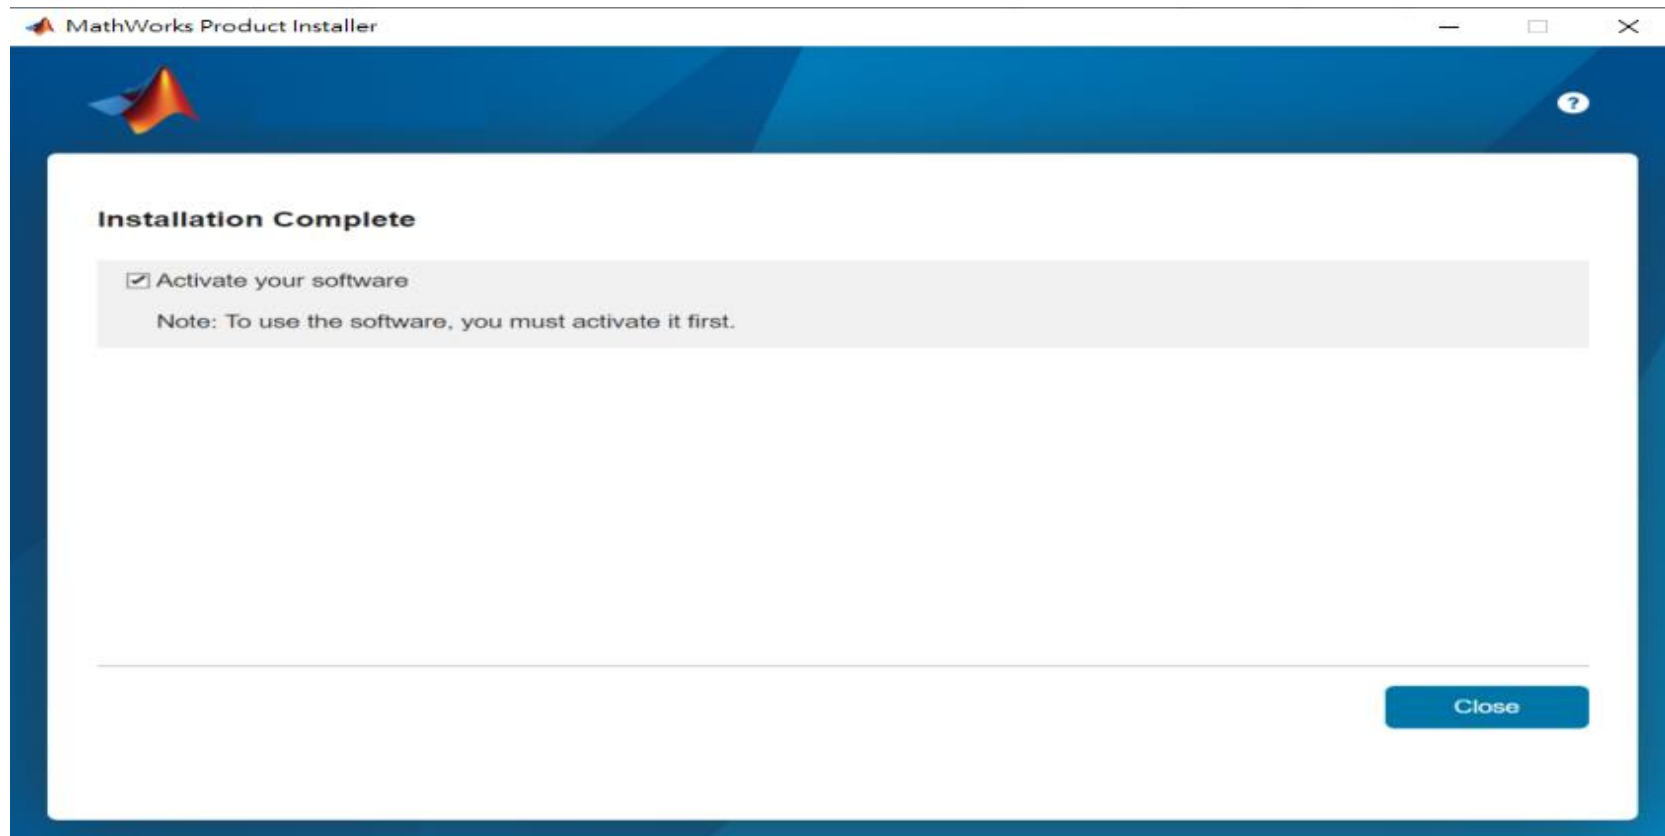 MathWorks Product Installer
?
Installation Complete
Activate your software
Note: To use the software, you must activate it first.
Close